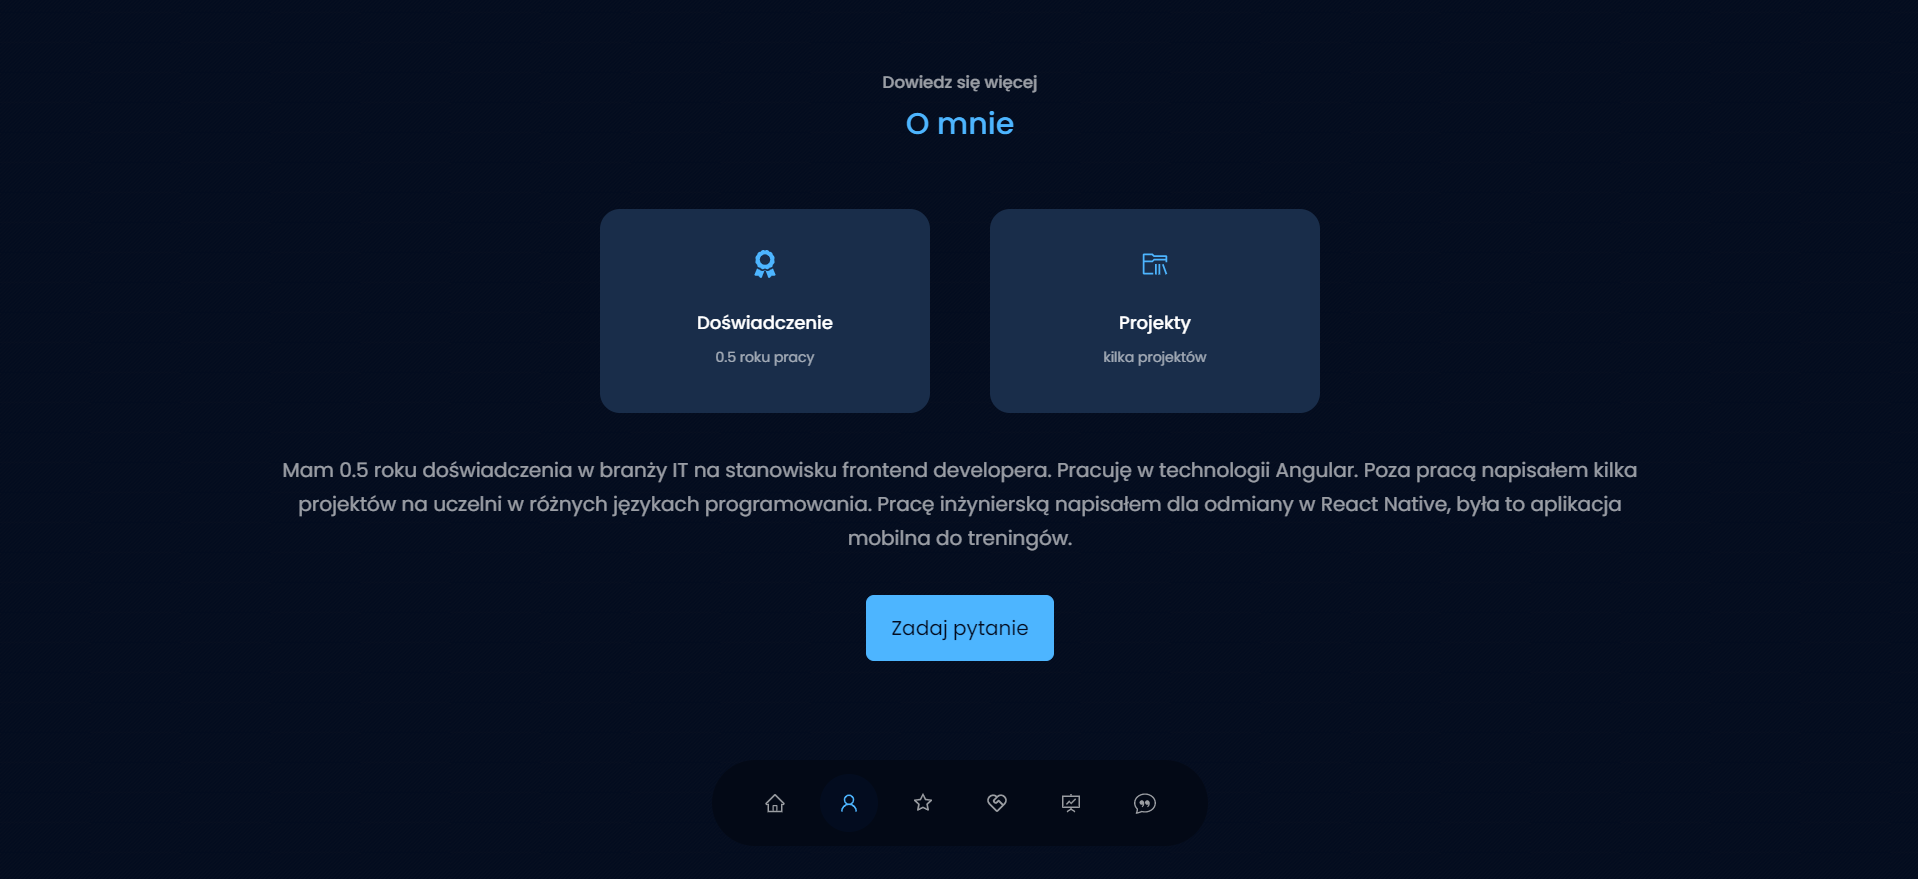 Dowiedz się więcej
O mnie
Doświadczenie
0.5 roku pracy
Projekty
kilka projektów
Mam 0.5 roku doświadczenia w branży IT na stanowisku frontend developera. Pracuję w technologii Angular. Poza pracą napisałem kilka
projektów na uczelni w różnych językach programowania. Pracę inżynierską napisałem dla odmiany w React Native, była to aplikacja
mobilna do treningów.
Zadaj pytanie